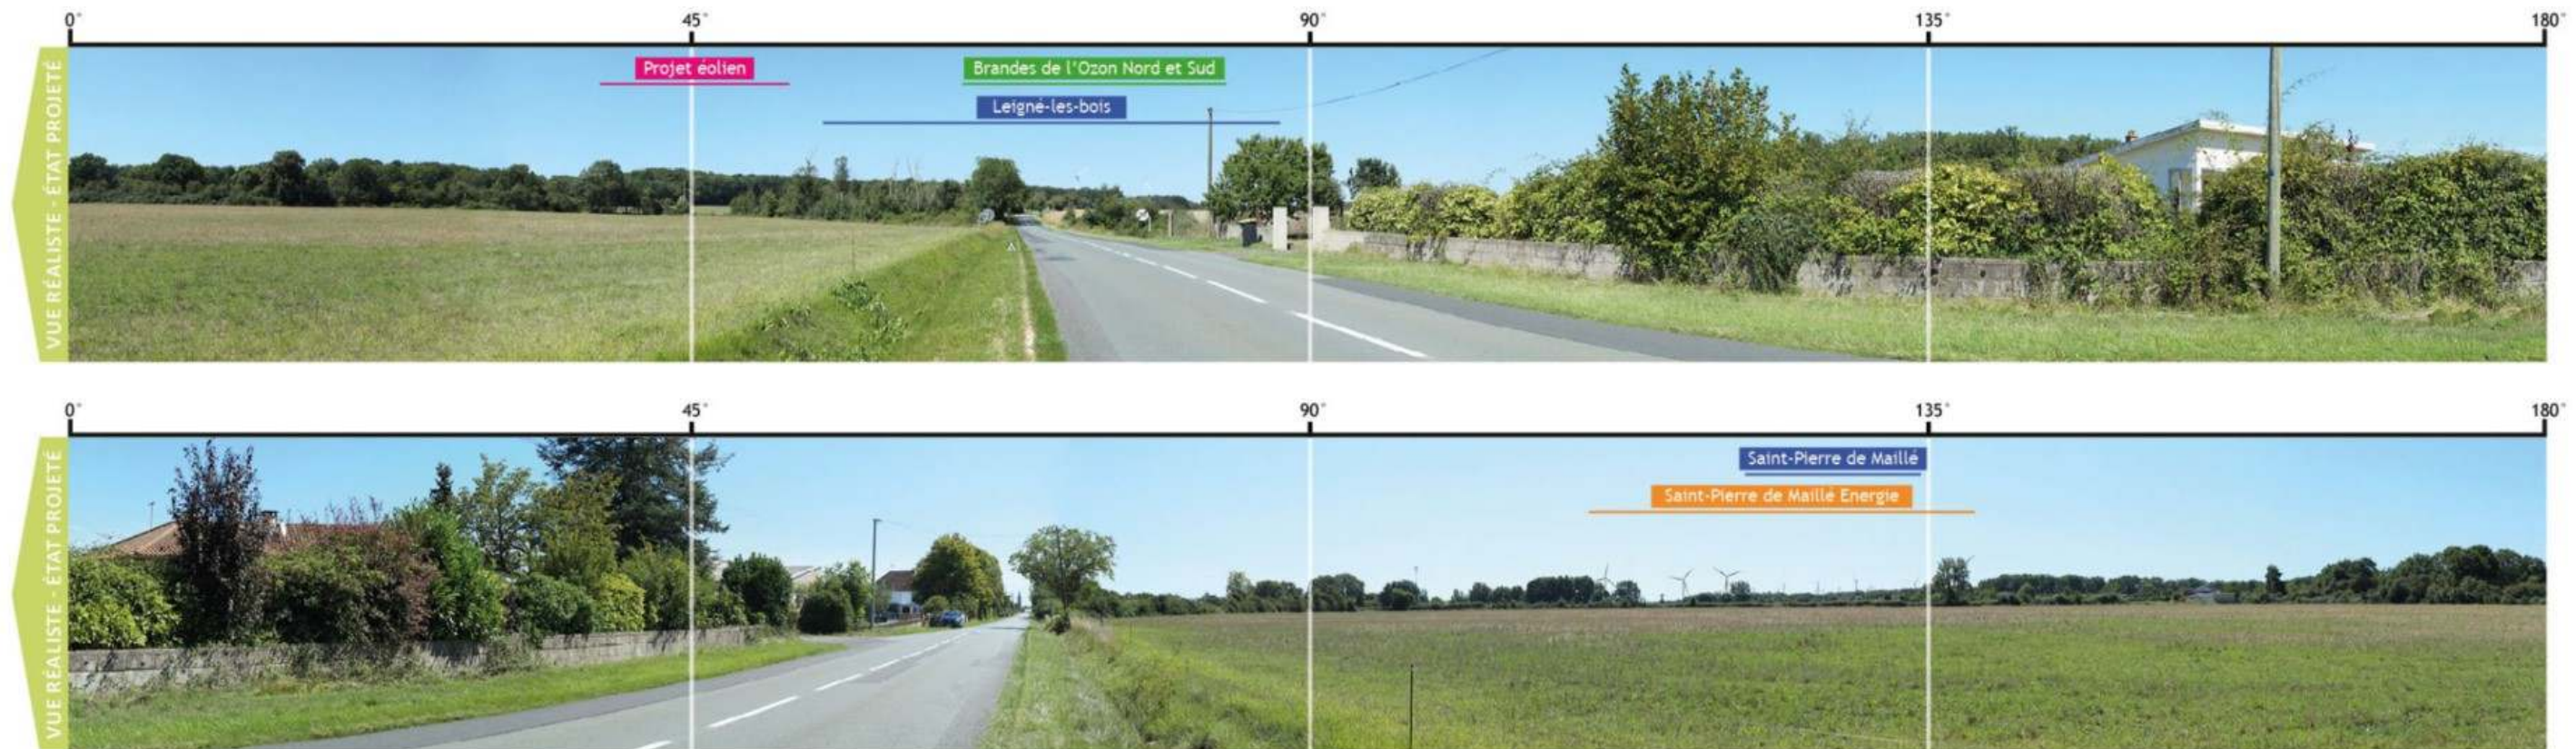 0° 45° 90° 135° 180°
VUE RÉALISTE - ÉTAT PROJETÉ
Projet éolien
Brandes de l'Ozon Nord et Sud
Leigné-les-bois
0° 45° 90° 135° 180°
VUE RÉALISTE - ÉTAT PROJETÉ
Saint-Pierre de Maillé
Saint-Pierre de Maillé Energie